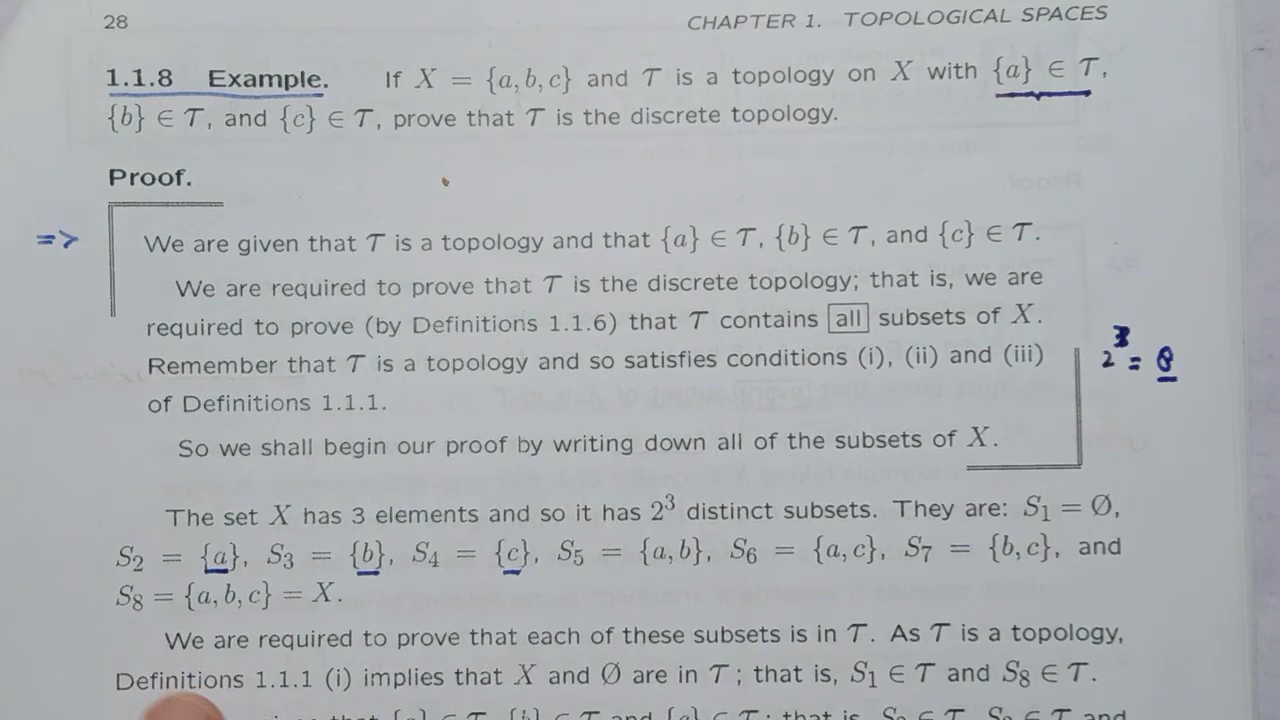 28 CHAPTER 1. TOPOLOGICAL SPACES
1.1.8 Example. If X = {a, b, c} and 𝒯 is a topology on X with {a} ∈ 𝒯,
{b} ∈ 𝒯, and {c} ∈ 𝒯, prove that 𝒯 is the discrete topology.
Proof.
=> We are given that 𝒯 is a topology and that {a} ∈ 𝒯, {b} ∈ 𝒯, and {c} ∈ 𝒯.
We are required to prove that 𝒯 is the discrete topology; that is, we are
required to prove (by Definitions 1.1.6) that 𝒯 contains all subsets of X.
Remember that 𝒯 is a topology and so satisfies conditions (i), (ii) and (iii)
2³ = 8
of Definitions 1.1.1.
So we shall begin our proof by writing down all of the subsets of X.
The set X has 3 elements and so it has 2³ distinct subsets. They are: S₁ = Ø,
S₂ = {a}, S₃ = {b}, S₄ = {c}, S₅ = {a, b}, S₆ = {a, c}, S₇ = {b, c}, and
S₈ = {a, b, c} = X.
We are required to prove that each of these subsets is in 𝒯. As 𝒯 is a topology,
Definitions 1.1.1 (i) implies that X and Ø are in 𝒯; that is, S₁ ∈ 𝒯 and S₈ ∈ 𝒯.